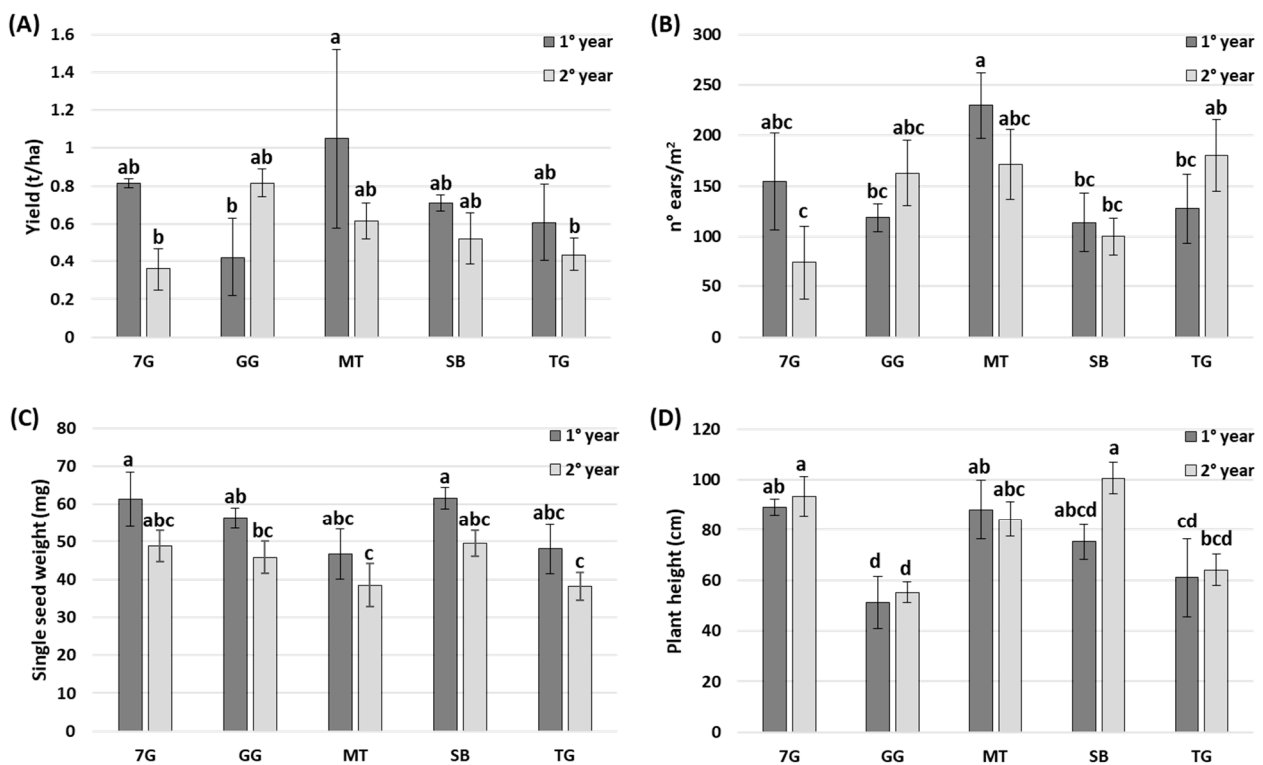 (A)
Yield (t/ha)
1.6
1.4
1.2
1
0.8
0.6
0.4
0.2
0
1° year
2° year
ab
b
b
ab
a
ab
ab
ab
ab
b
7G GG MT SB TG
(B)
n° ears/m²
300
250
200
150
100
50
0
1° year
2° year
abc
c
bc
abc
a
abc
bc
bc
bc
ab
7G GG MT SB TG
(C)
Single seed weight (mg)
80
70
60
50
40
30
20
10
0
1° year
2° year
a
abc
ab
bc
abc
c
a
abc
abc
c
7G GG MT SB TG
(D)
Plant height (cm)
120
100
80
60
40
20
0
1° year
2° year
ab
a
d
d
ab
abc
abcd
a
cd
bcd
7G GG MT SB TG